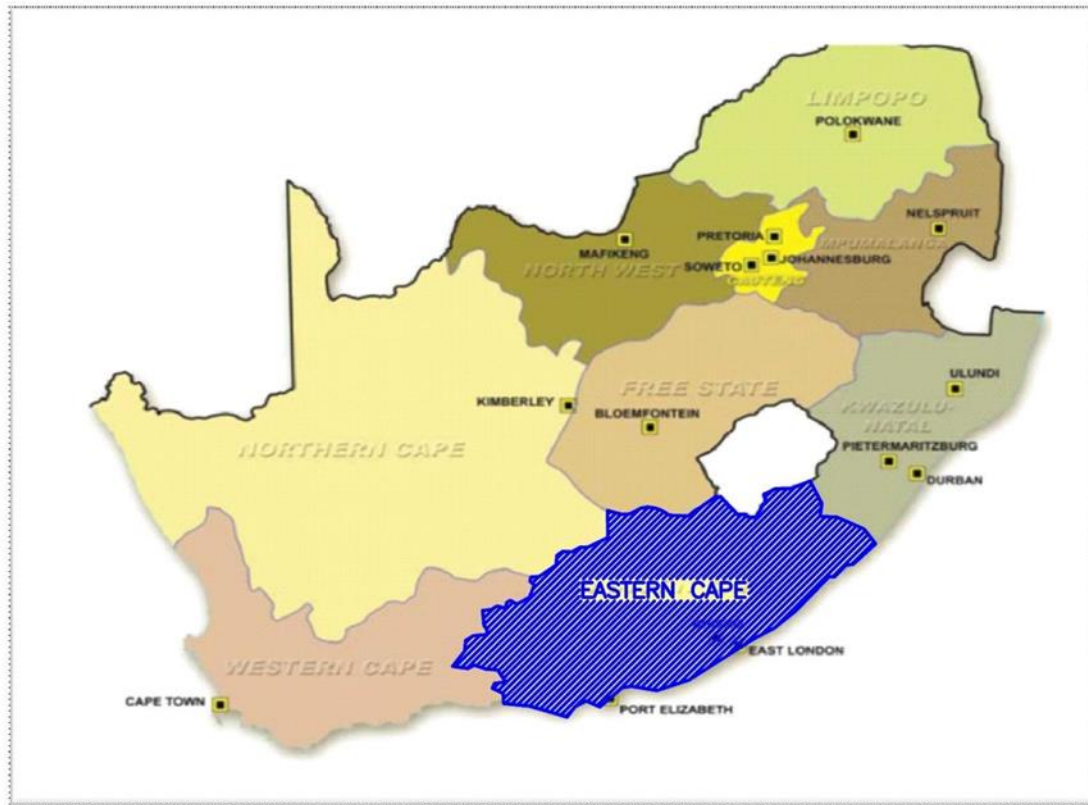 LIMPOPO
POLOKWANE
NELSPRUIT
PRETORIA
MPUMALANGA
MAFIKENG
JOHANNESBURG
NORTH WEST
SOWETO
GAUTENG
ULUNDI
FREE STATE
KIMBERLEY
KWAZULU-
NATAL
BLOEMFONTEIN
NORTHERN CAPE
PIETERMARITZBURG
DURBAN
EASTERN CAPE
EAST LONDON
WESTERN CAPE
CAPE TOWN
PORT ELIZABETH